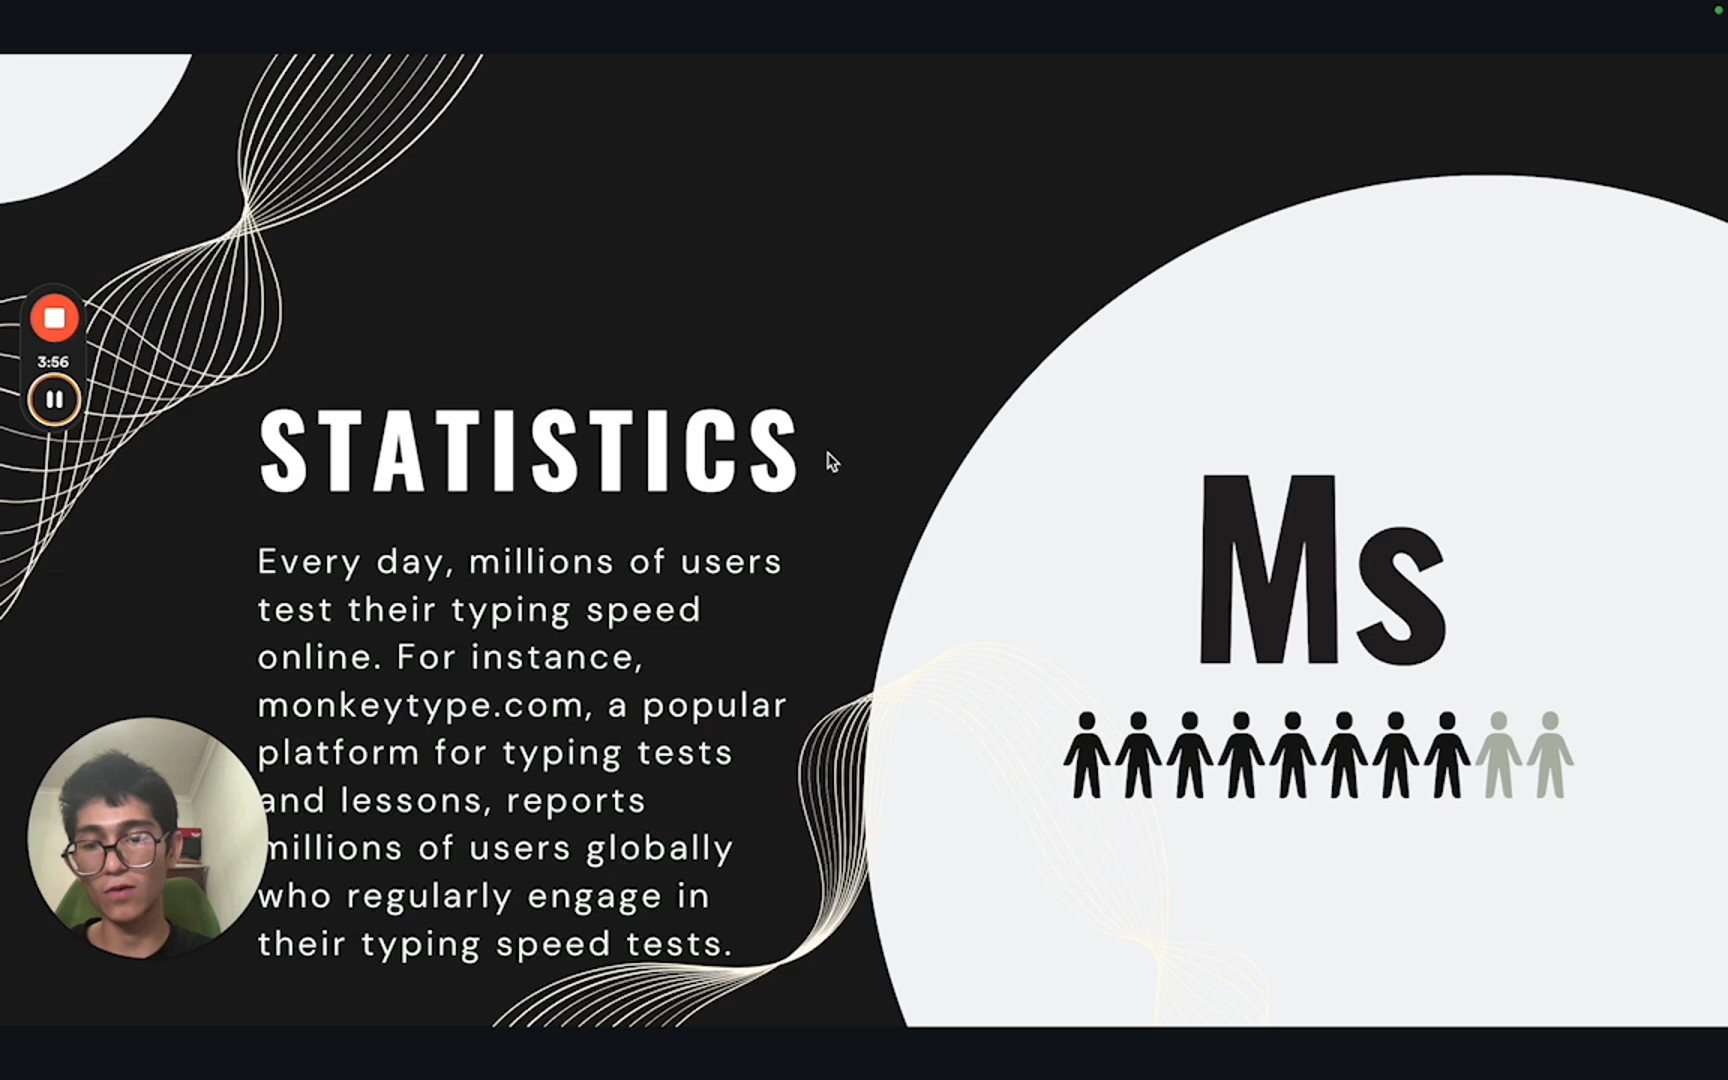 3:56
STATISTICS
Every day, millions of users
test their typing speed
online. For instance,
monkeytype.com, a popular
platform for typing tests
and lessons, reports
millions of users globally
who regularly engage in
their typing speed tests.
Ms